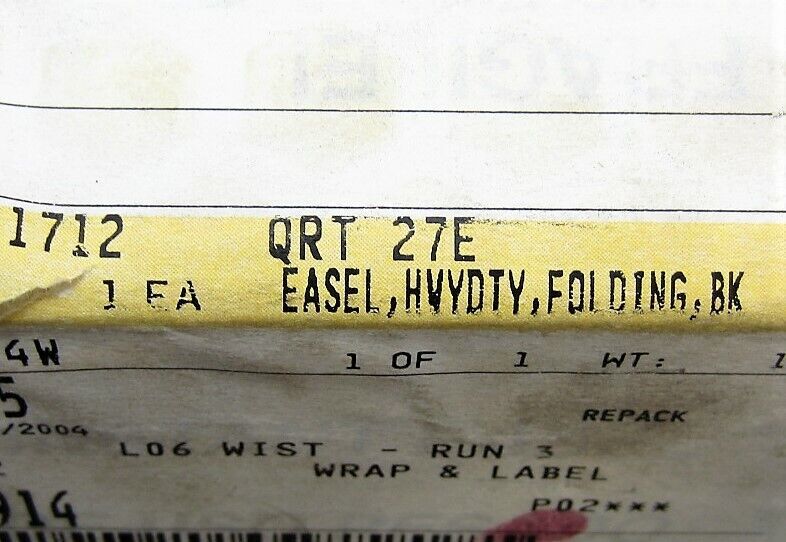 1712 QRT 27E
1 EA EASEL,HVYDTY,FOLDING,BK
4W 1 OF 1 WT: 1
5 REPACK
/2004
L06 WIST - RUN 3
WRAP & LABEL
914 P02***